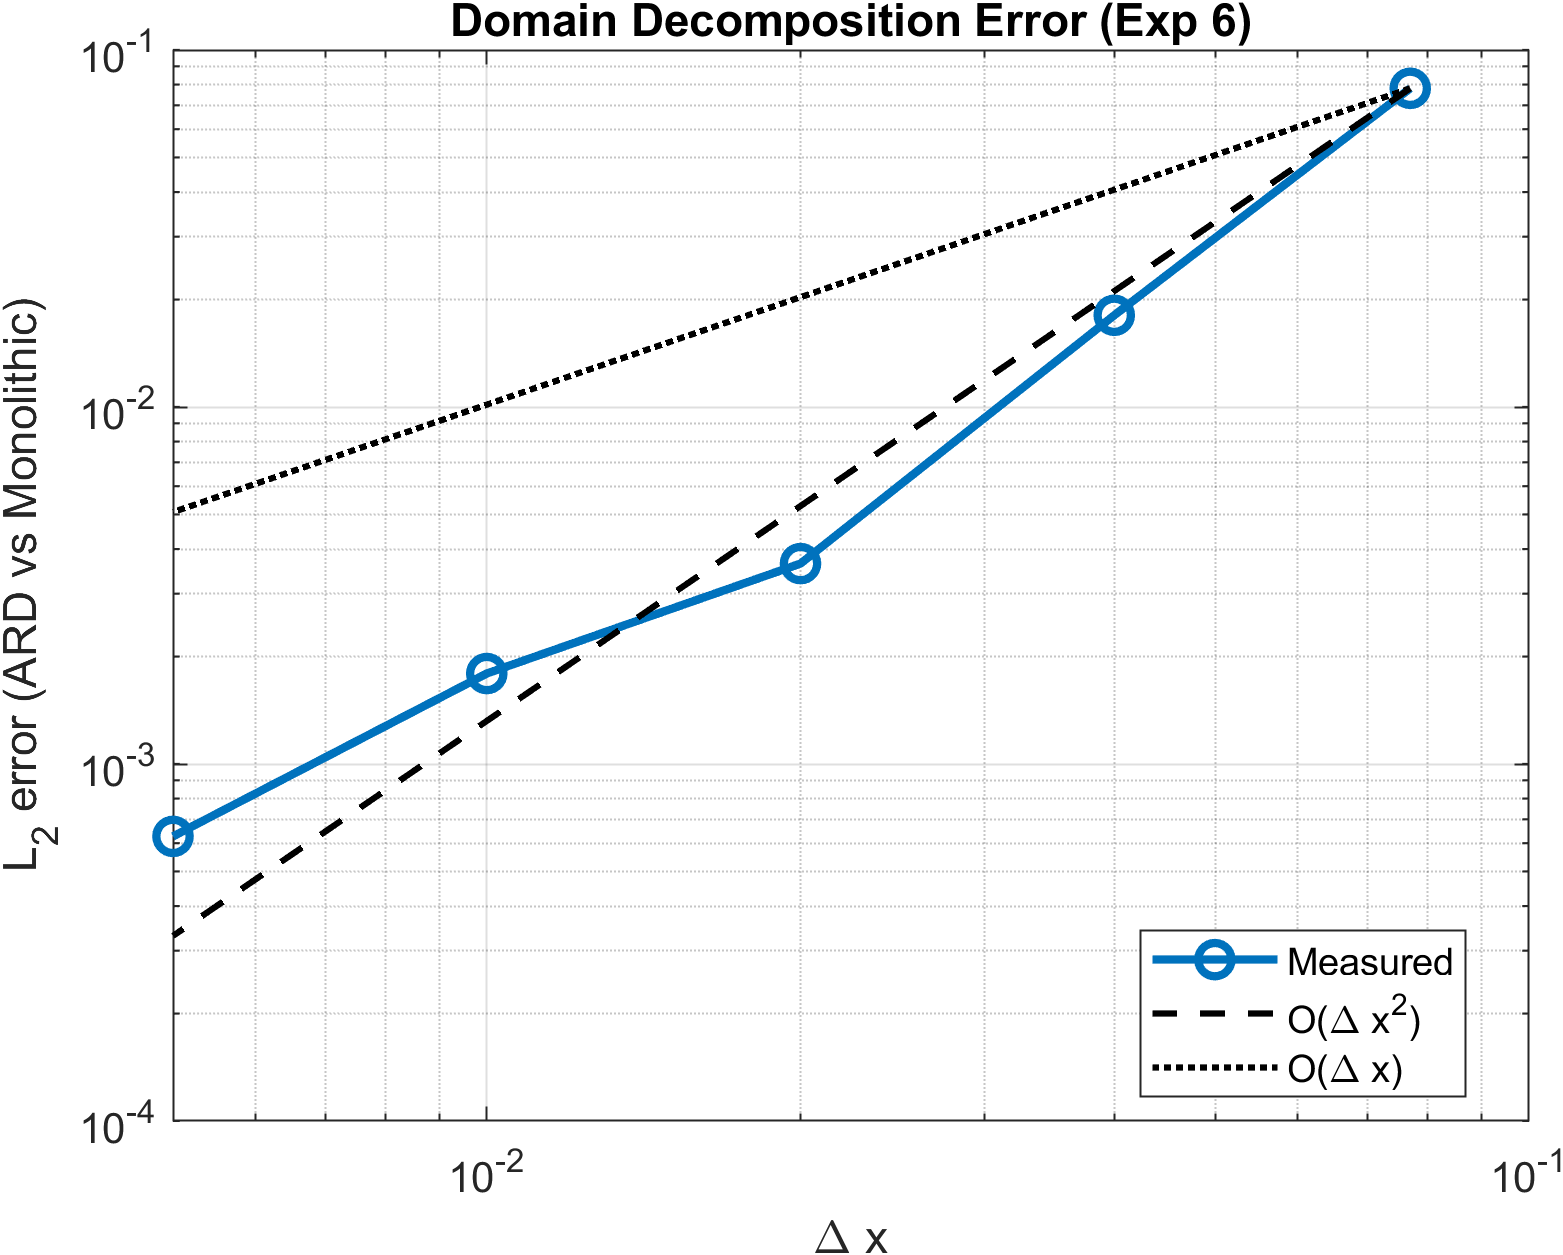 Domain Decomposition Error (Exp 6)
10⁻¹
10⁻²
10⁻³
10⁻⁴
L₂ error (ARD vs Monolithic)
Measured
O(Δ x²)
O(Δ x)
10⁻² 10⁻¹
Δ x